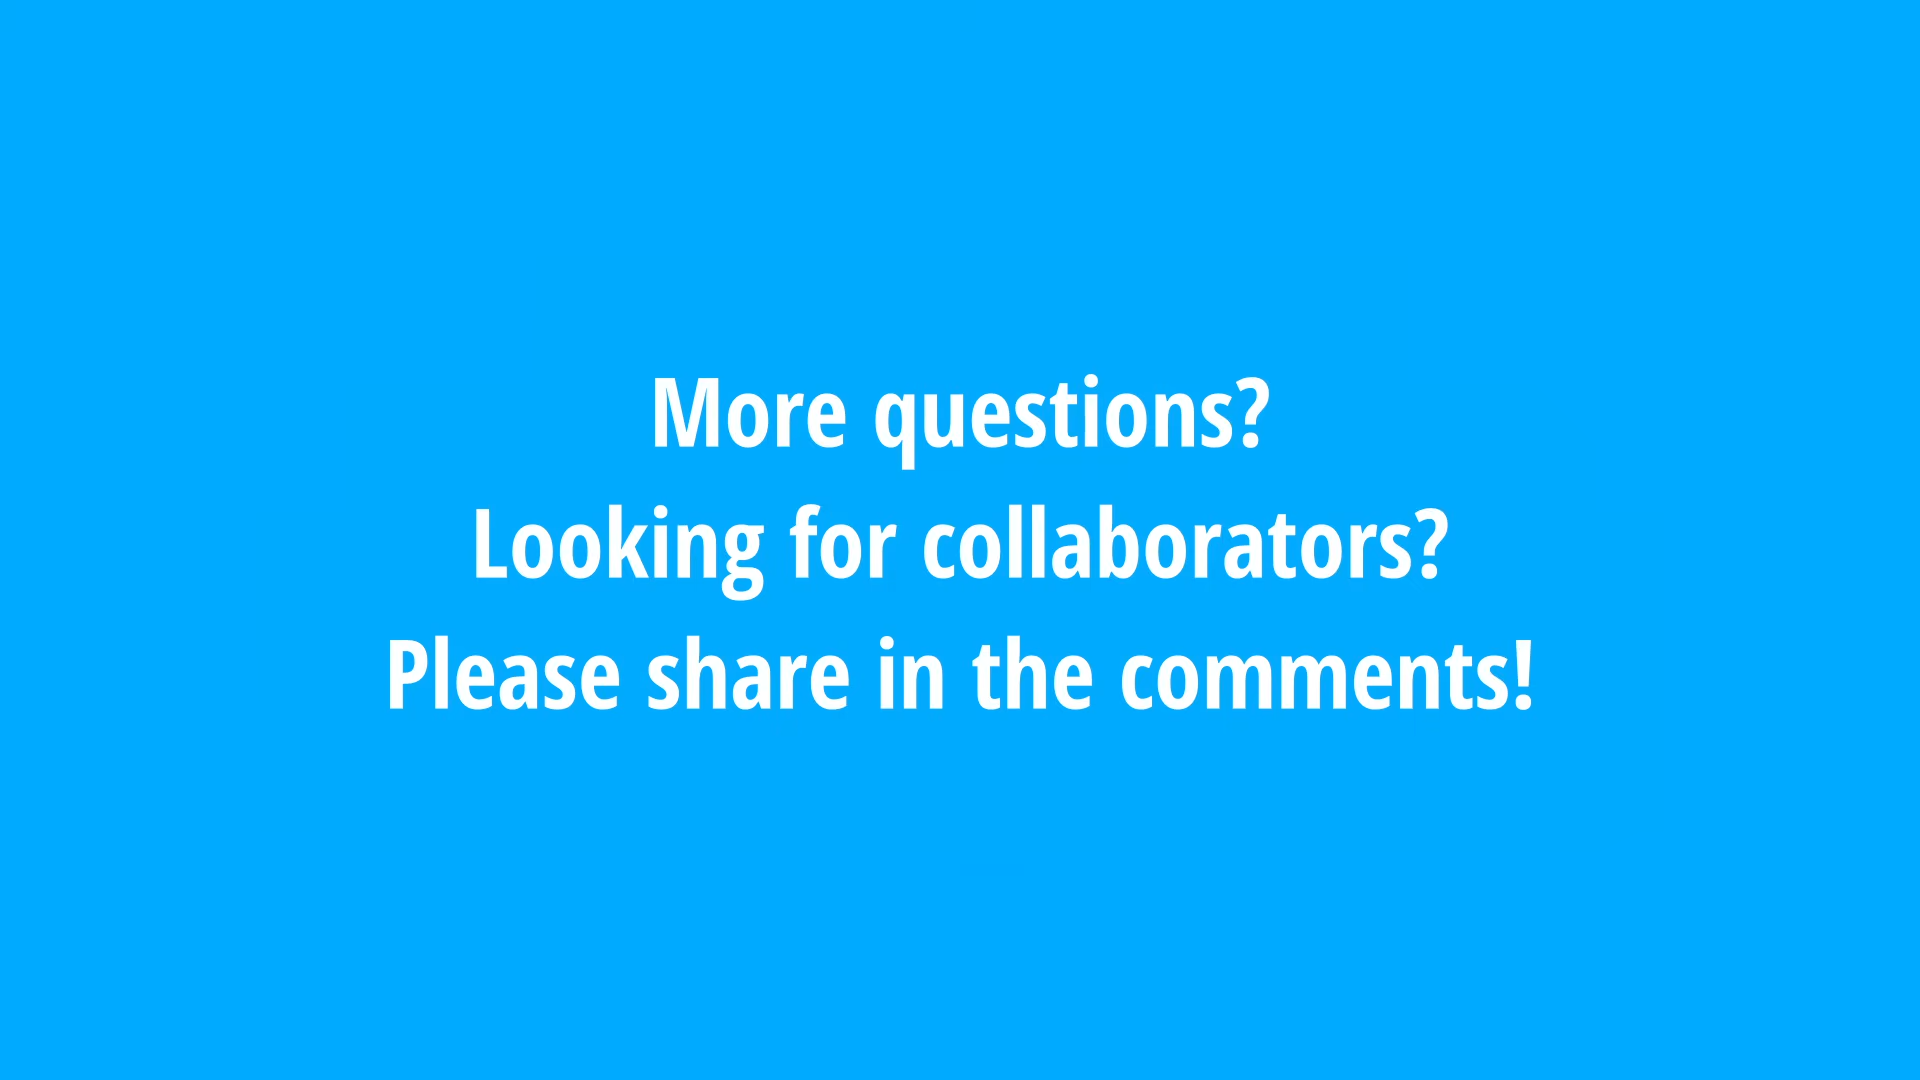 More questions?
Looking for collaborators?
Please share in the comments!